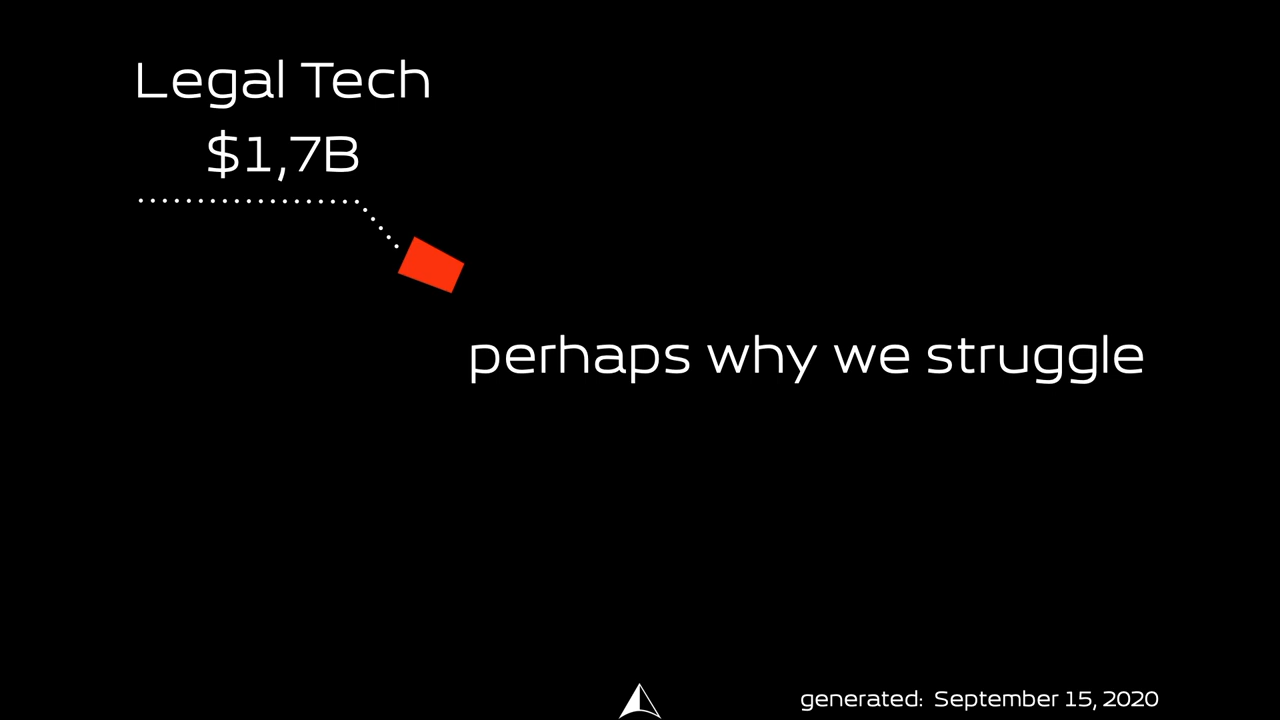 Legal Tech
$1,7B
perhaps why we struggle
generated: September 15, 2020